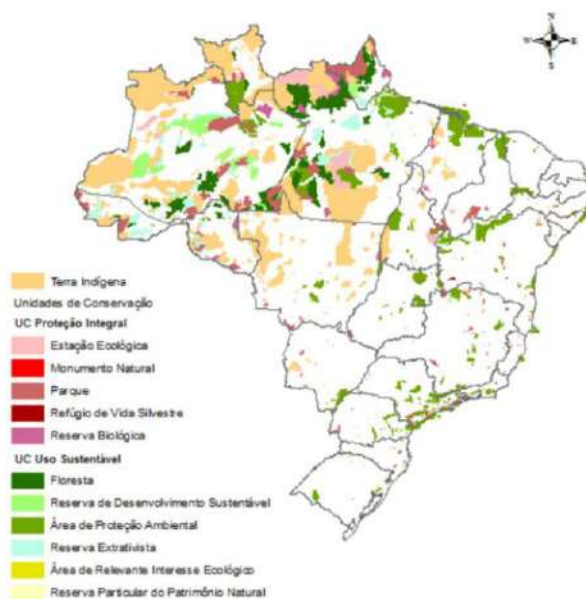 N
W E
S
Terra Indígena
Unidades de Conservação
UC Proteção Integral
Estação Ecológica
Monumento Natural
Parque
Refúgio de Vida Silvestre
Reserva Biológica
UC Uso Sustentável
Floresta
Reserva de Desenvolvimento Sustentável
Área de Proteção Ambiental
Reserva Extrativista
Área de Relevante Interesse Ecológico
Reserva Particular do Patrimônio Natural